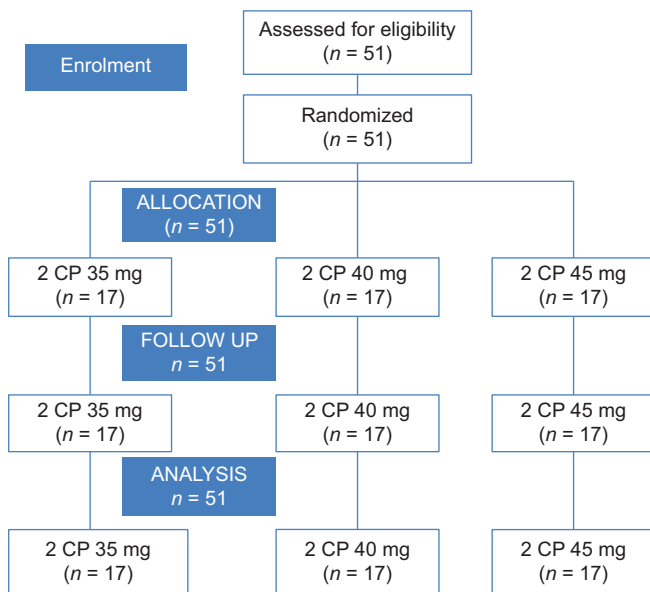 Assessed for eligibility
(n = 51)
Enrolment
Randomized
(n = 51)
ALLOCATION
(n = 51)
2 CP 35 mg
(n = 17)
2 CP 40 mg
(n = 17)
2 CP 45 mg
(n = 17)
FOLLOW UP
n = 51
2 CP 35 mg
(n = 17)
2 CP 40 mg
(n = 17)
2 CP 45 mg
(n = 17)
ANALYSIS
n = 51
2 CP 35 mg
(n = 17)
2 CP 40 mg
(n = 17)
2 CP 45 mg
(n = 17)